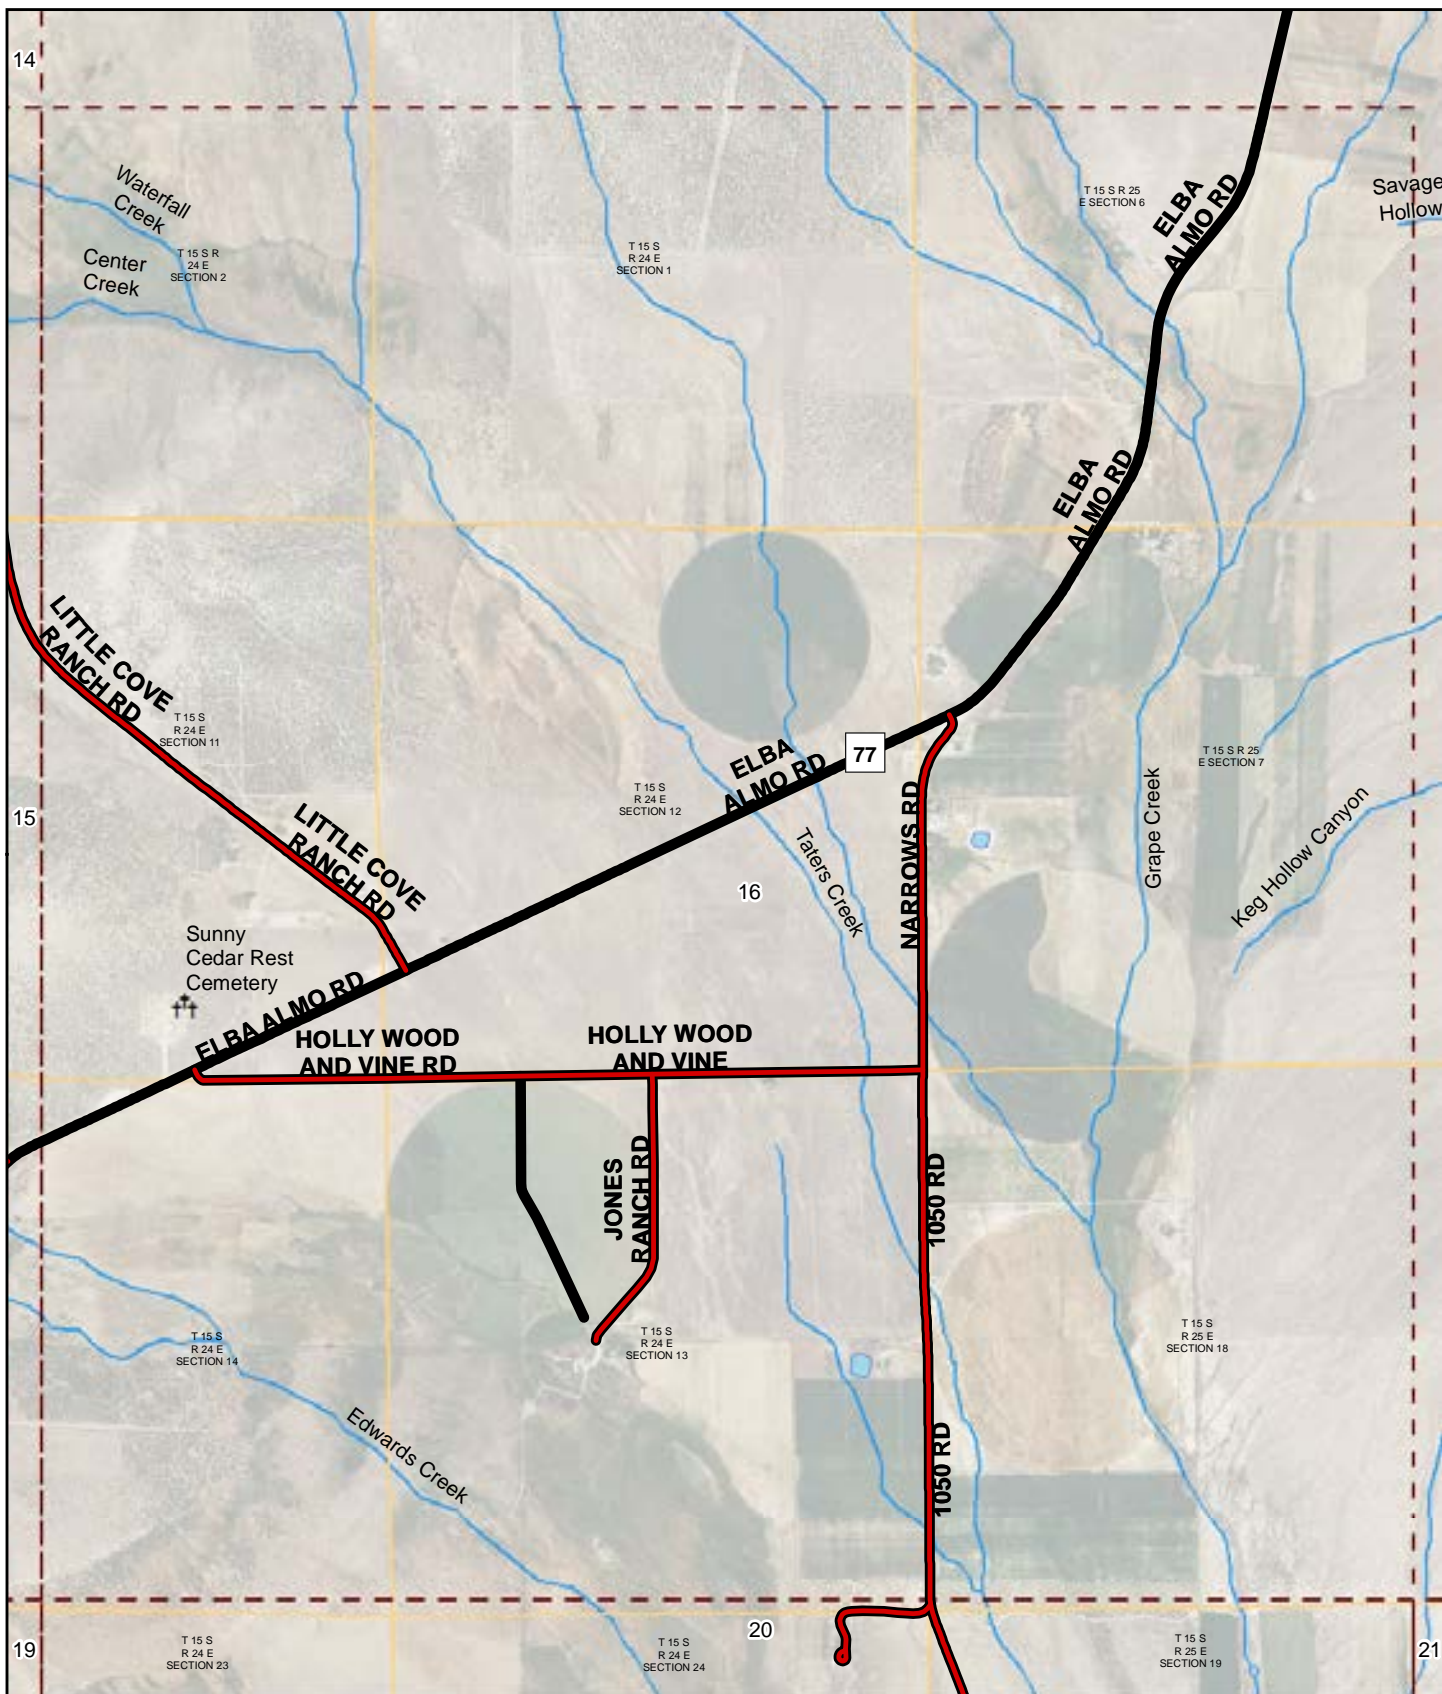 14
Waterfall
Creek
Center
Creek
T 15 S R
24 E
SECTION 2
T 15 S
R 24 E
SECTION 1
T 15 S R 25
E SECTION 6
ELBA
ALMO RD
Savage
Hollow
ELBA
ALMO RD
LITTLE COVE
RANCH RD
T 15 S
R 24 E
SECTION 11
ELBA
ALMO RD
77
T 15 S R 25
E SECTION 7
T 15 S
R 24 E
SECTION 12
15
LITTLE COVE
RANCH RD
Taters Creek
NARROWS RD
Grape Creek
Keg Hollow Canyon
16
Sunny
Cedar Rest
Cemetery
ELBA ALMO RD
HOLLY WOOD
AND VINE RD
HOLLY WOOD
AND VINE
JONES
RANCH RD
1050 RD
T 15 S
R 24 E
SECTION 14
T 15 S
R 24 E
SECTION 13
T 15 S
R 25 E
SECTION 18
Edwards Creek
1050 RD
19
T 15 S
R 24 E
SECTION 23
T 15 S
R 24 E
SECTION 24
20
T 15 S
R 25 E
SECTION 19
21